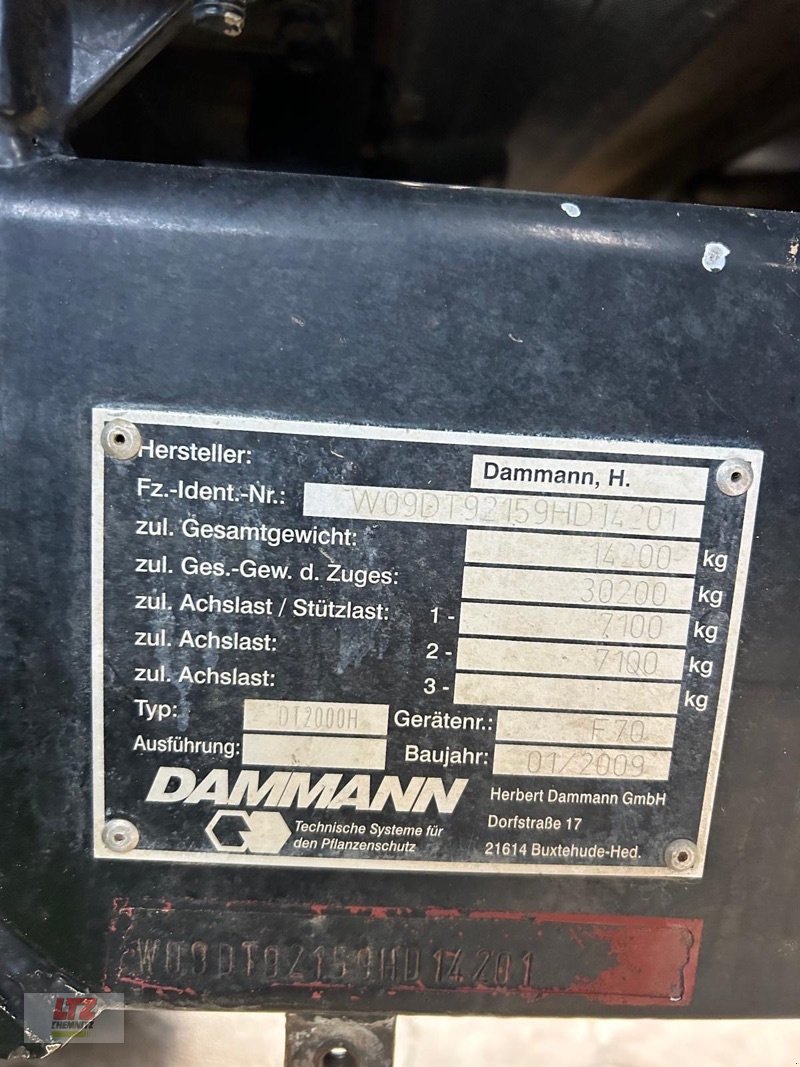 Hersteller: Dammann, H.
Fz.-Ident.-Nr.: W09DT92159HD14201
zul. Gesamtgewicht: 14200 kg
zul. Ges.-Gew. d. Zuges: 30200 kg
zul. Achslast / Stützlast: 1 - 7100 kg
zul. Achslast: 2 - 7100 kg
zul. Achslast: 3 - kg
Typ: DT2000H Gerätenr.: F 70
Ausführung: Baujahr: 01/2009
DAMMANN
Technische Systeme für
den Pflanzenschutz
Herbert Dammann GmbH
Dorfstraße 17
21614 Buxtehude-Hed.
W09DT92159HD14201
LTZ
CHEMNITZ